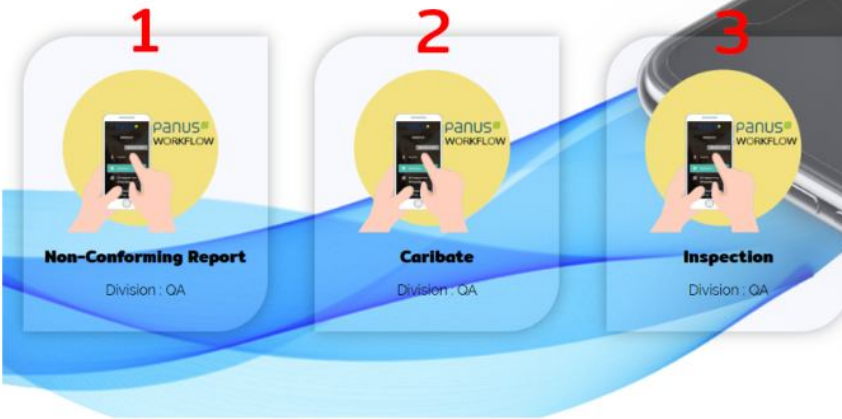 1
Panus
WORKFLOW
Non-Conforming Report
Division : QA
2
Panus
WORKFLOW
Caribate
Division : QA
3
Panus
WORKFLOW
Inspection
Division : QA